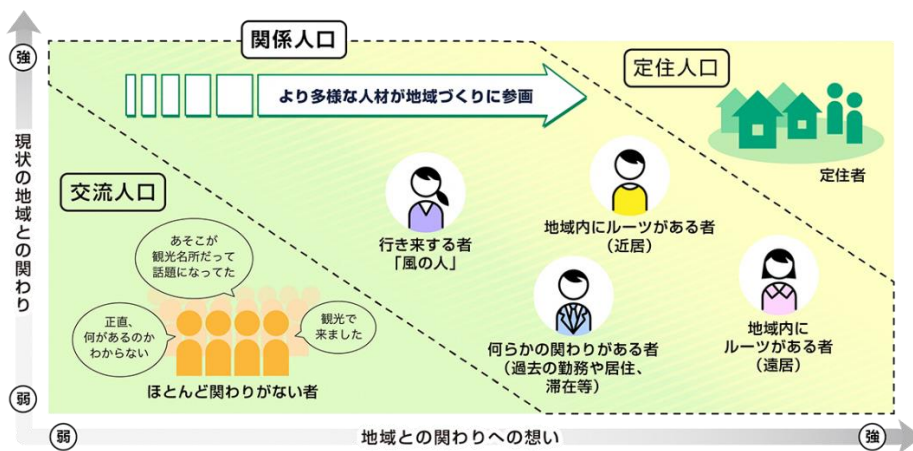 関係人口
強
より多様な人材が地域づくりに参画
定住人口
定住者
現状の地域との関わり
交流人口
あそこが
観光名所だって
話題になってた
正直、
何があるのか
わからない
観光で
来ました
ほとんど関わりがない者
行き来する者
「風の人」
地域内にルーツがある者
（近居）
何らかの関わりがある者
（過去の勤務や居住、
滞在等）
地域内に
ルーツがある者
（遠居）
弱
弱
地域との関わりへの想い
強